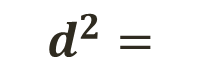 d² =